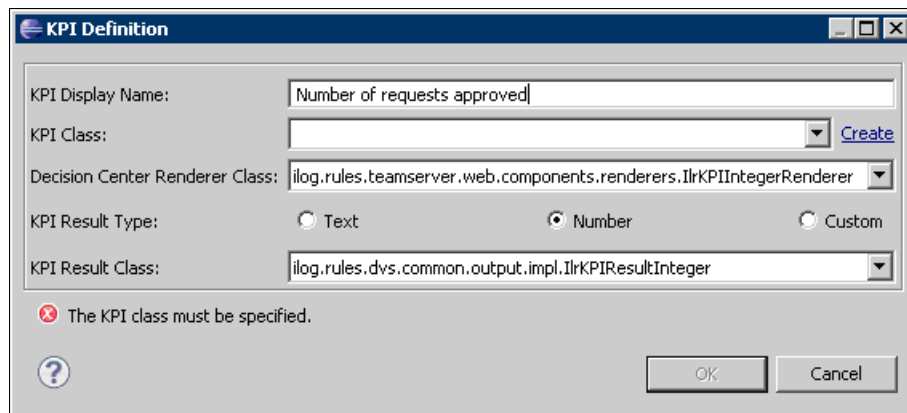 KPI Definition
KPI Display Name: Number of requests approved
KPI Class: Create
Decision Center Renderer Class: ilog.rules.teamserver.web.components.renderers.IlrKPIIntegerRenderer
KPI Result Type: Text Number Custom
KPI Result Class: ilog.rules.dvs.common.output.impl.IlrKPIResultInteger
The KPI class must be specified.
? OK Cancel